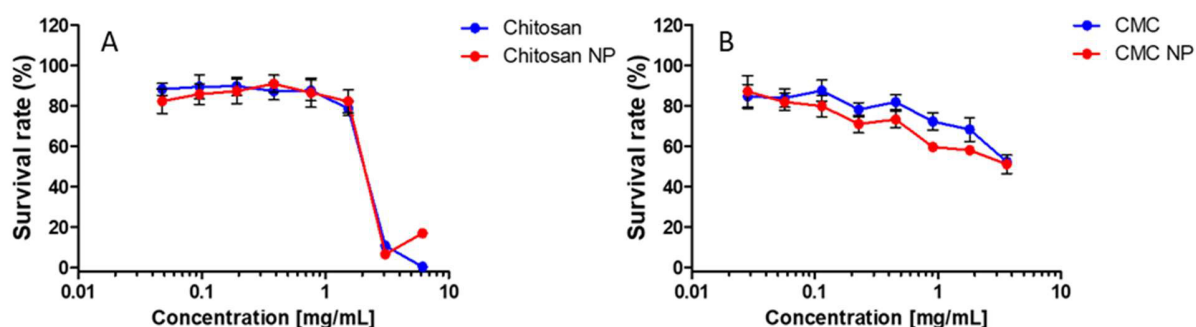 A
Chitosan
Chitosan NP
Survival rate (%)
120
100
80
60
40
20
0
0.01
0.1
1
10
Concentration [mg/mL]
B
CMC
CMC NP
Survival rate (%)
120
100
80
60
40
20
0
0.01
0.1
1
10
Concentration [mg/mL]